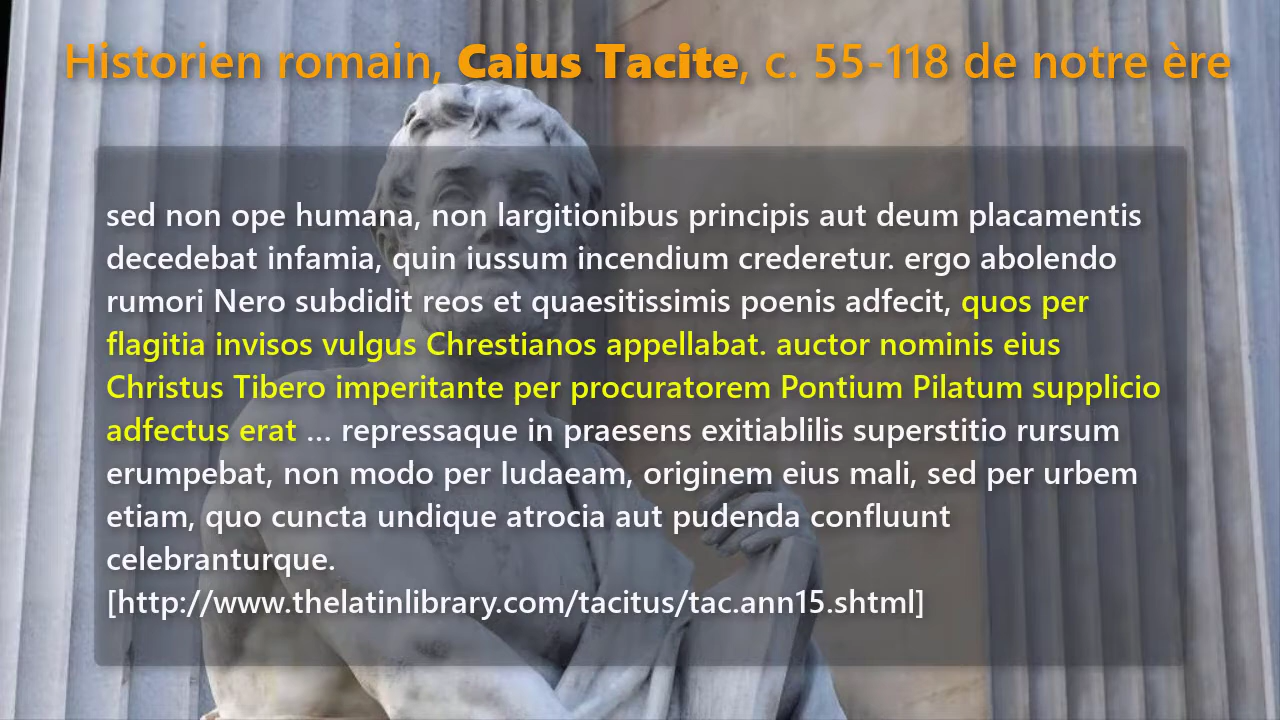 Historien romain, Caius Tacite, c. 55-118 de notre ère
sed non ope humana, non largitionibus principis aut deum placamentis
decedebat infamia, quin iussum incendium crederetur. ergo abolendo
rumori Nero subdidit reos et quaesitissimis poenis adfecit, quos per
flagitia invisos vulgus Chrestianos appellabat. auctor nominis eius
Christus Tibero imperitante per procuratorem Pontium Pilatum supplicio
adfectus erat ... repressaque in praesens exitiablilis superstitio rursum
erumpebat, non modo per Iudaeam, originem eius mali, sed per urbem
etiam, quo cuncta undique atrocia aut pudenda confluunt
celebranturque.
[http://www.thelatinlibrary.com/tacitus/tac.ann15.shtml]